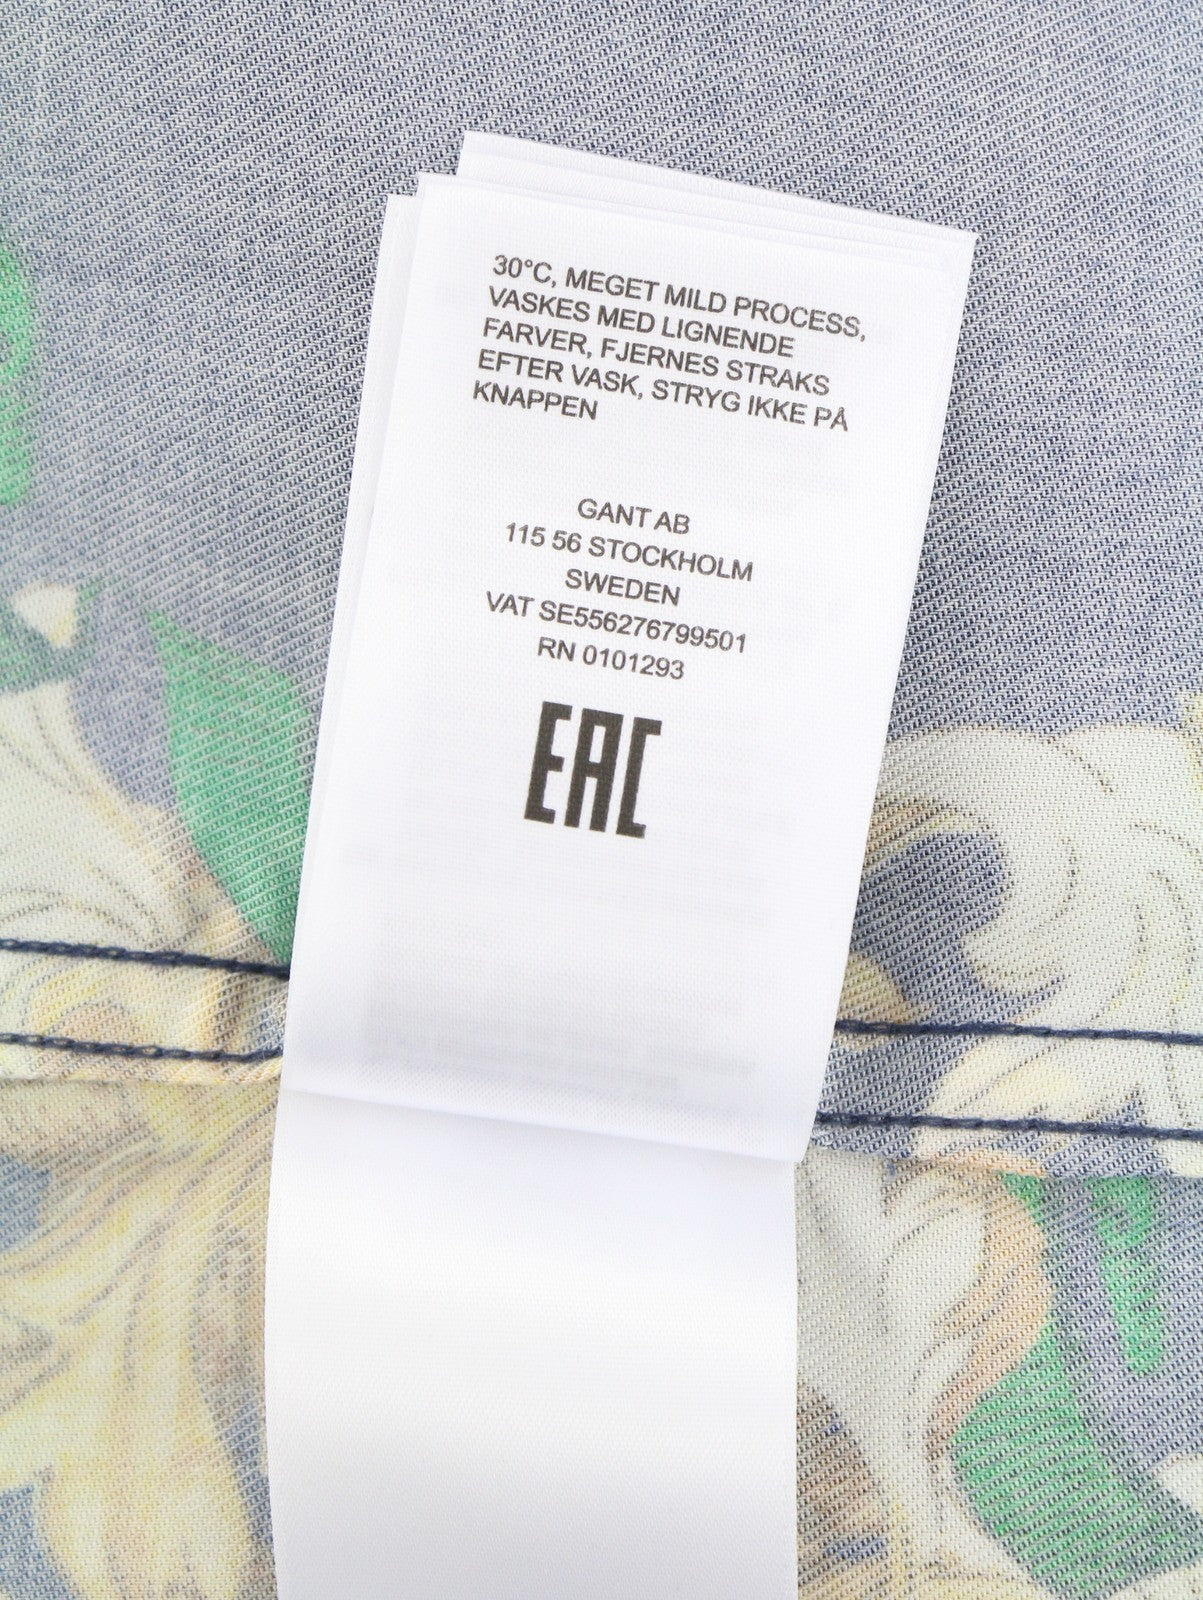 30°C, MEGET MILD PROCESS,
VASKES MED LIGNENDE
FARVER, FJERNES STRAKS
EFTER VASK, STRYG IKKE PÅ
KNAPPEN
GANT AB
115 56 STOCKHOLM
SWEDEN
VAT SE556276799501
RN 0101293
EAC